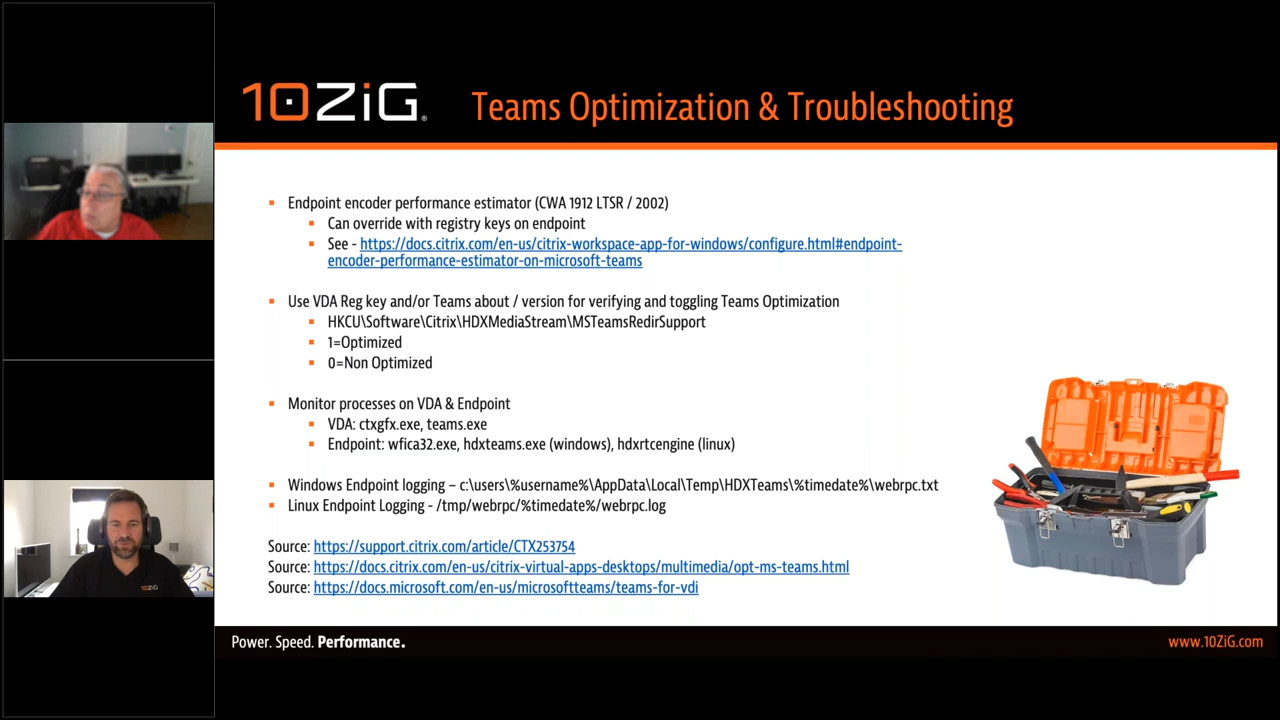 10ZiG®
Teams Optimization & Troubleshooting
Endpoint encoder performance estimator (CWA 1912 LTSR / 2002)
Can override with registry keys on endpoint
See - https://docs.citrix.com/en-us/citrix-workspace-app-for-windows/configure.html#endpoint-
encoder-performance-estimator-on-microsoft-teams
Use VDA Reg key and/or Teams about / version for verifying and toggling Teams Optimization
HKCU\Software\Citrix\HDXMediaStream\MSTeamsRedirSupport
1=Optimized
0=Non Optimized
Monitor processes on VDA & Endpoint
VDA: ctxgfx.exe, teams.exe
Endpoint: wfica32.exe, hdxteams.exe (windows), hdxrtcengine (linux)
Windows Endpoint logging – c:\users\%username%\AppData\Local\Temp\HDXTeams\%timedate%\webrpc.txt
Linux Endpoint Logging - /tmp/webrpc/%timedate%/webrpc.log
Source: https://support.citrix.com/article/CTX253754
Source: https://docs.citrix.com/en-us/citrix-virtual-apps-desktops/multimedia/opt-ms-teams.html
Source: https://docs.microsoft.com/en-us/microsoftteams/teams-for-vdi
10ZiG
Power. Speed. Performance.
www.10ZiG.com